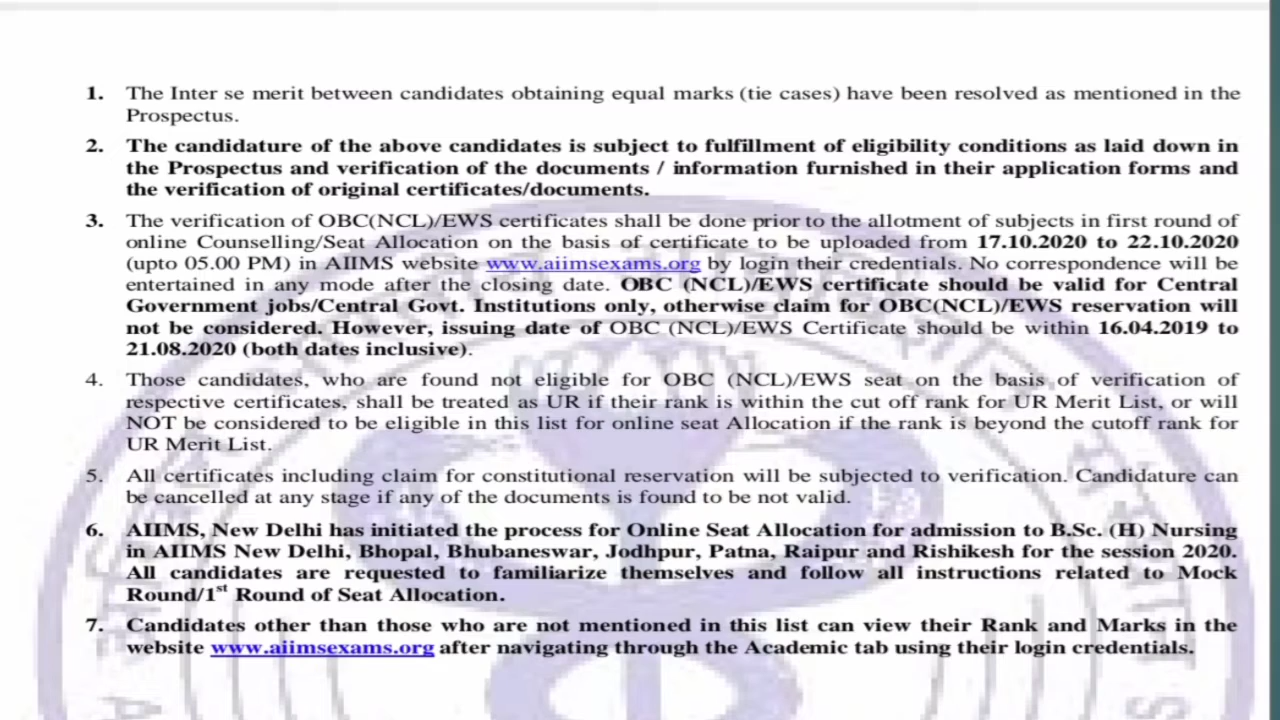 1. The Inter se merit between candidates obtaining equal marks (tie cases) have been resolved as mentioned in the
Prospectus.
2. The candidature of the above candidates is subject to fulfillment of eligibility conditions as laid down in
the Prospectus and verification of the documents / information furnished in their application forms and
the verification of original certificates/documents.
3. The verification of OBC(NCL)/EWS certificates shall be done prior to the allotment of subjects in first round of
online Counselling/Seat Allocation on the basis of certificate to be uploaded from 17.10.2020 to 22.10.2020
(upto 05.00 PM) in AIIMS website www.aiimsexams.org by login their credentials. No correspondence will be
entertained in any mode after the closing date. OBC (NCL)/EWS certificate should be valid for Central
Government jobs/Central Govt. Institutions only, otherwise claim for OBC(NCL)/EWS reservation will
not be considered. However, issuing date of OBC (NCL)/EWS Certificate should be within 16.04.2019 to
21.08.2020 (both dates inclusive).
4. Those candidates, who are found not eligible for OBC (NCL)/EWS seat on the basis of verification of
respective certificates, shall be treated as UR if their rank is within the cut off rank for UR Merit List, or will
NOT be considered to be eligible in this list for online seat Allocation if the rank is beyond the cutoff rank for
UR Merit List.
5. All certificates including claim for constitutional reservation will be subjected to verification. Candidature can
be cancelled at any stage if any of the documents is found to be not valid.
6. AIIMS, New Delhi has initiated the process for Online Seat Allocation for admission to B.Sc. (H) Nursing
in AIIMS New Delhi, Bhopal, Bhubaneswar, Jodhpur, Patna, Raipur and Rishikesh for the session 2020.
All candidates are requested to familiarize themselves and follow all instructions related to Mock
Round/1st Round of Seat Allocation.
7. Candidates other than those who are not mentioned in this list can view their Rank and Marks in the
website www.aiimsexams.org after navigating through the Academic tab using their login credentials.